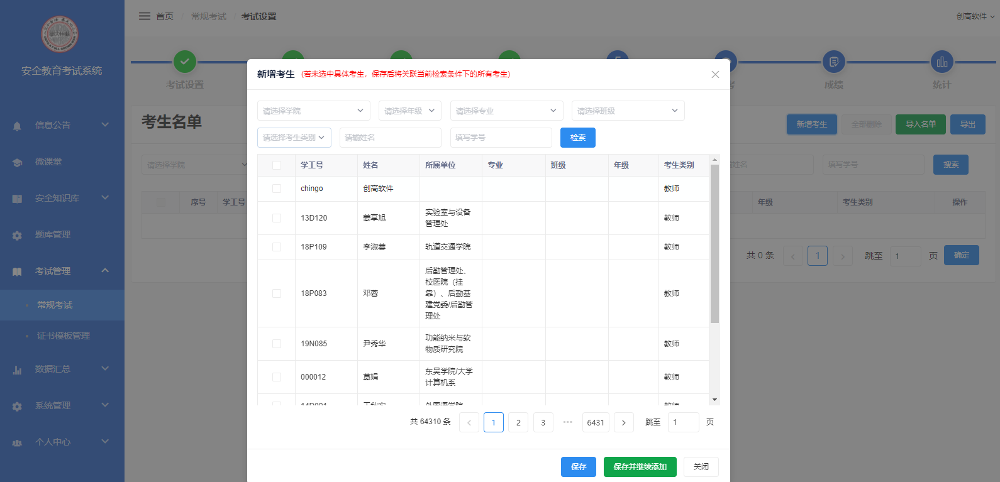 首页 / 常规考试 / 考试设置
创高软件
安全教育考试系统
信息公告
微课堂
安全知识库
题库管理
考试管理
常规考试
证书模板管理
数据汇总
系统管理
个人中心
考试设置
成绩
统计
考生名单
新增考生
全部删除
导入名单
导出
请选择学院
姓名
填写学号
搜索
序号 学工号
年级 考生类别 操作
共 0 条
1
跳至 1 页
确定
新增考生 (若未选中具体考生，保存后将关联当前检索条件下的所有考生)
请选择学院 请选择年级 请选择专业 请选择班级
请选择考生类别 请输姓名 填写学号 检索
学工号 姓名 所属单位 专业 班级 年级 考生类别
chingo 创高软件 教师
13D120 姜享旭 实验室与设备
管理处 教师
18P109 李淑蓉 轨道交通学院 教师
18P083 邓蓉 后勤管理处、
校医院（挂
靠）、后勤基
建党委/后勤管
理处 教师
19N085 尹秀华 功能纳米与软
物质研究院 教师
000012 葛娟 东吴学院/大学
计算机系 教师
共 64310 条 1 2 3 ••• 6431 跳至 1 页
保存 保存并继续添加 关闭